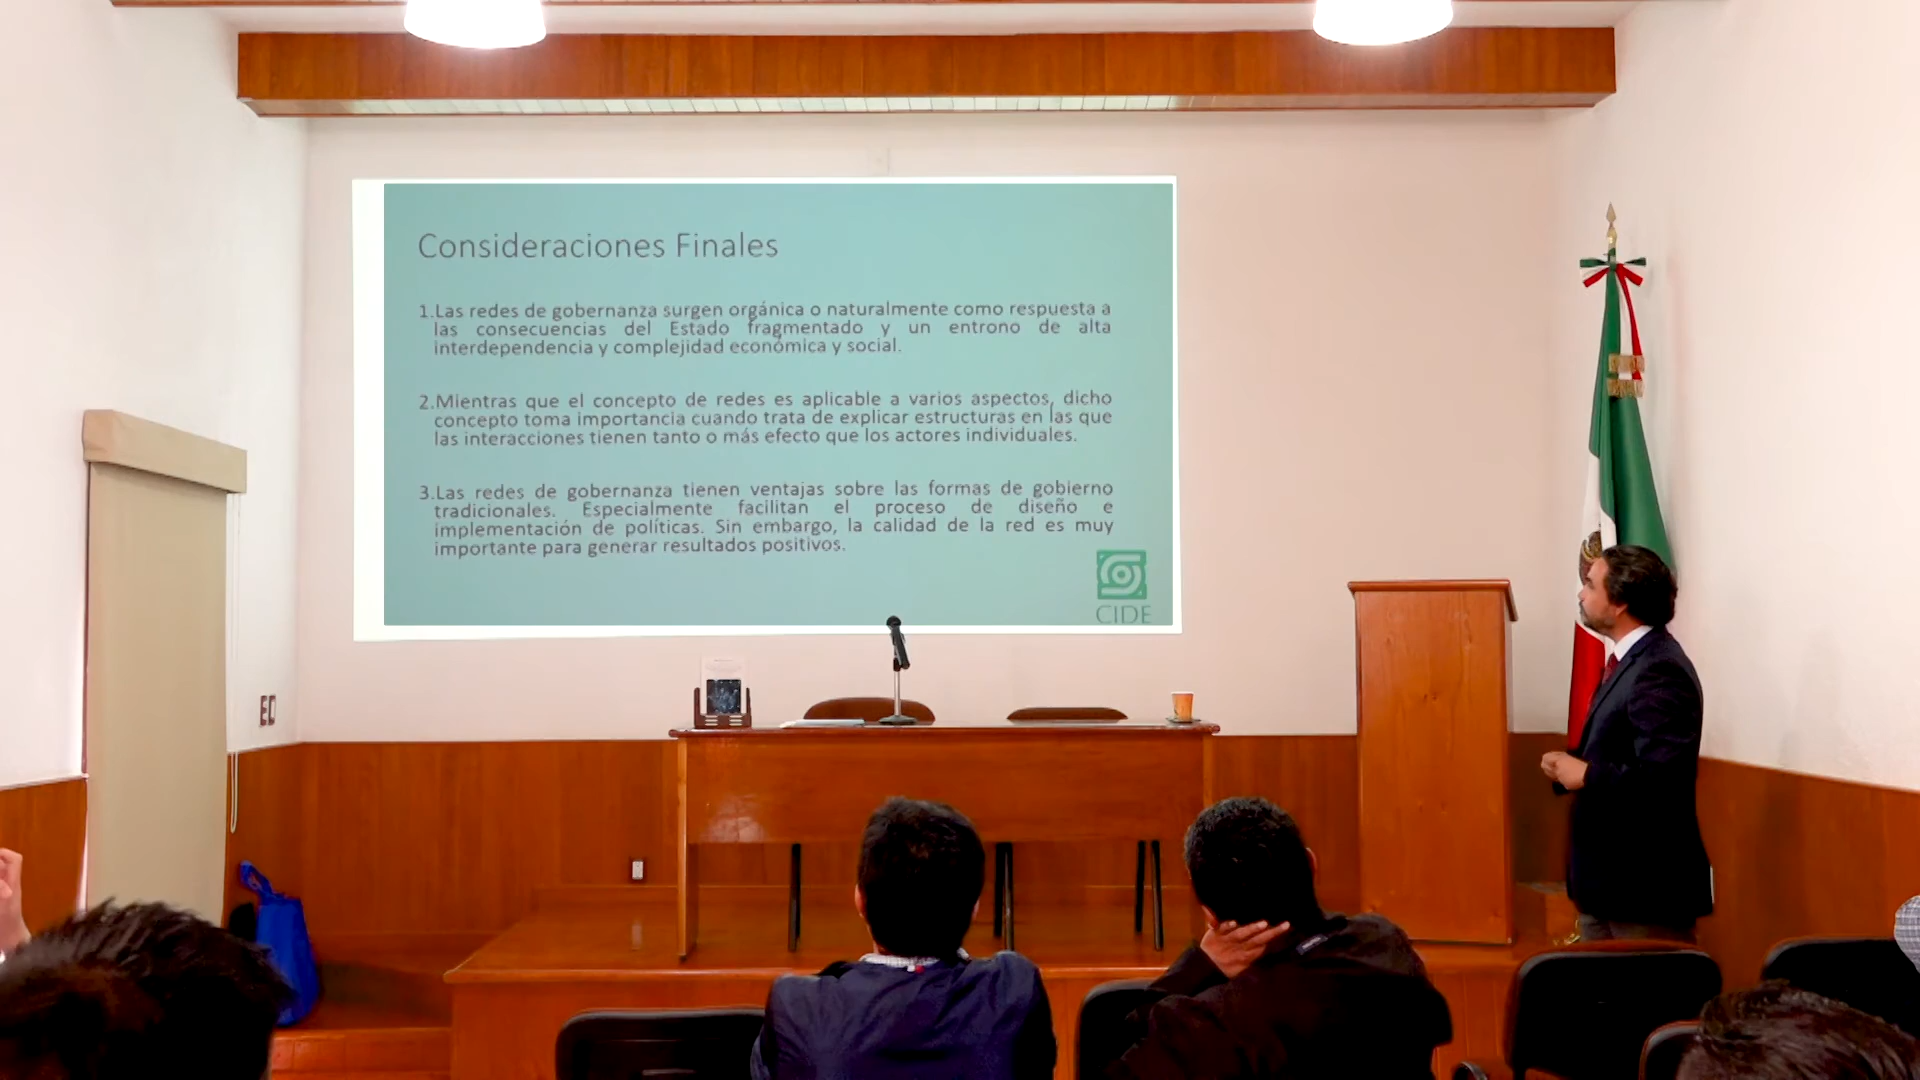 Consideraciones Finales
1.Las redes de gobernanza surgen orgánica o naturalmente como respuesta a
las consecuencias del Estado fragmentado y un entrono de alta
interdependencia y complejidad económica y social.
2.Mientras que el concepto de redes es aplicable a varios aspectos, dicho
concepto toma importancia cuando trata de explicar estructuras en las que
las interacciones tienen tanto o más efecto que los actores individuales.
3.Las redes de gobernanza tienen ventajas sobre las formas de gobierno
tradicionales. Especialmente facilitan el proceso de diseño e
implementación de políticas. Sin embargo, la calidad de la red es muy
importante para generar resultados positivos.
CIDE